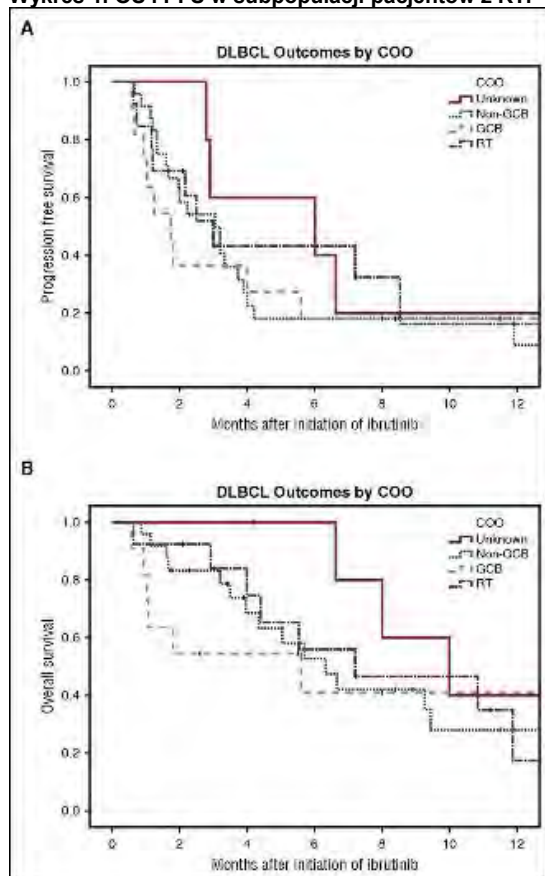 Wykres 1. OS i PFS w subpopulacji pacjentów z RT.
A
DLBCL Outcomes by COO
COO
Unknown
Non-GCB
GCB
RT
Progression free survival
1.0
0.8
0.6
0.4
0.2
0.0
0 2 4 6 8 10 12
Months after initiation of ibrutinib
B
DLBCL Outcomes by COO
COO
Unknown
Non-GCB
GCB
RT
Overall survival
1.0
0.8
0.6
0.4
0.2
0.0
0 2 4 6 8 10 12
Months after initiation of ibrutinib